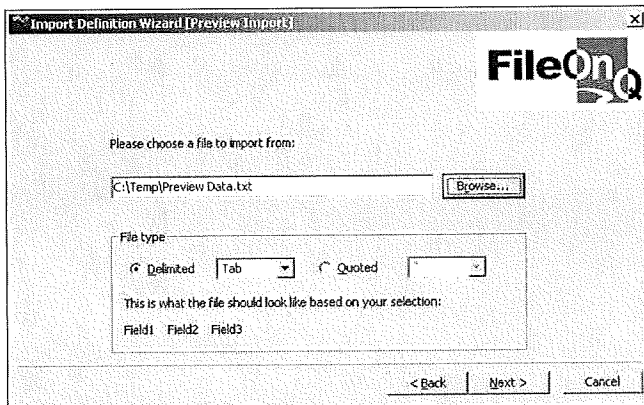 Import Definition Wizard [Preview Import]
FileOnQ
Please choose a file to import from:
C:\Temp\Preview Data.txt Browse...
File type
Delimited Tab Quoted "
This is what the file should look like based on your selection:
Field1 Field2 Field3
< Back Next > Cancel